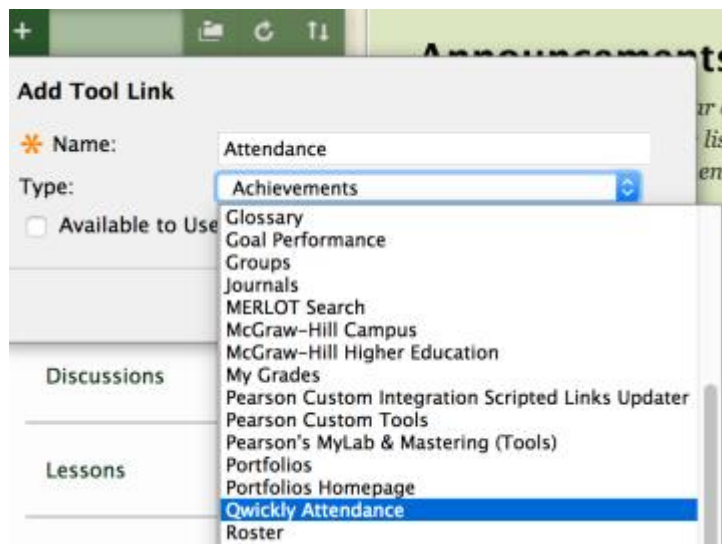 Announcements
Add Tool Link
Name:
Attendance
Type:
Achievements
Available to Use
Glossary
Goal Performance
Groups
Journals
MERLOT Search
McGraw-Hill Campus
McGraw-Hill Higher Education
My Grades
Pearson Custom Integration Scripted Links Updater
Pearson Custom Tools
Pearson's MyLab & Mastering (Tools)
Portfolios
Portfolios Homepage
Qwickly Attendance
Roster
Discussions
Lessons